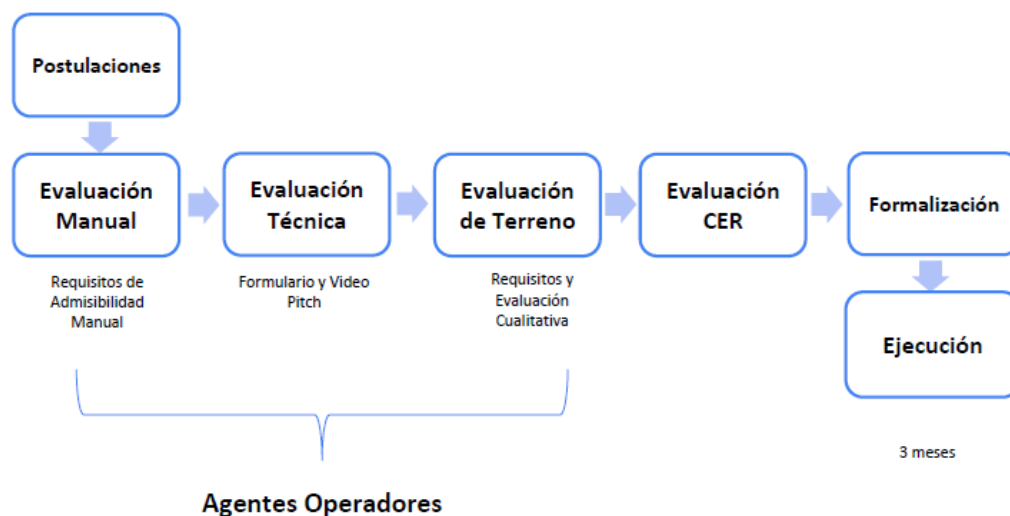 Postulaciones
Evaluación
Manual
Evaluación
Técnica
Evaluación
de Terreno
Evaluación
CER
Formalización
Requisitos de
Admisibilidad
Manual
Formulario y Video
Pitch
Requisitos y
Evaluación
Cualitativa
Ejecución
3 meses
Agentes Operadores